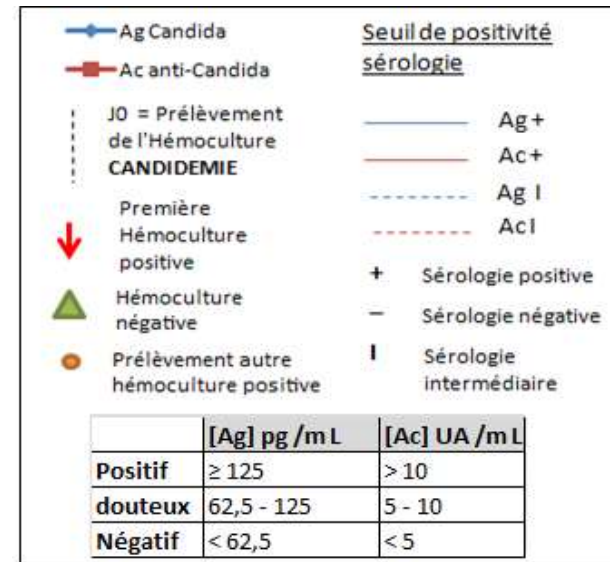 Ag Candida
Ac anti-Candida
J0 = Prélèvement
de l'Hémoculture
CANDIDEMIE
Première
Hémoculture
positive
Hémoculture
négative
Prélèvement autre
hémoculture positive
Seuil de positivité
sérologie
Ag +
Ac +
Ag I
Ac I
+ Sérologie positive
– Sérologie négative
I Sérologie
intermédiaire
[Ag] pg /mL [Ac] UA /mL
Positif ≥ 125 > 10
douteux 62,5 - 125 5 - 10
Négatif < 62,5 < 5